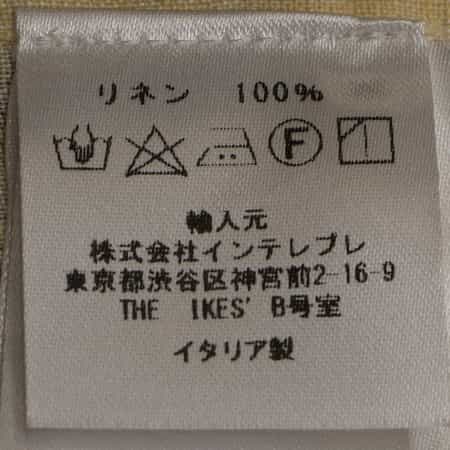 リネン 100%
F
輸入元
株式会社インテレプレ
東京都渋谷区神宮前2-16-9
THE IKES' B号室
イタリア製